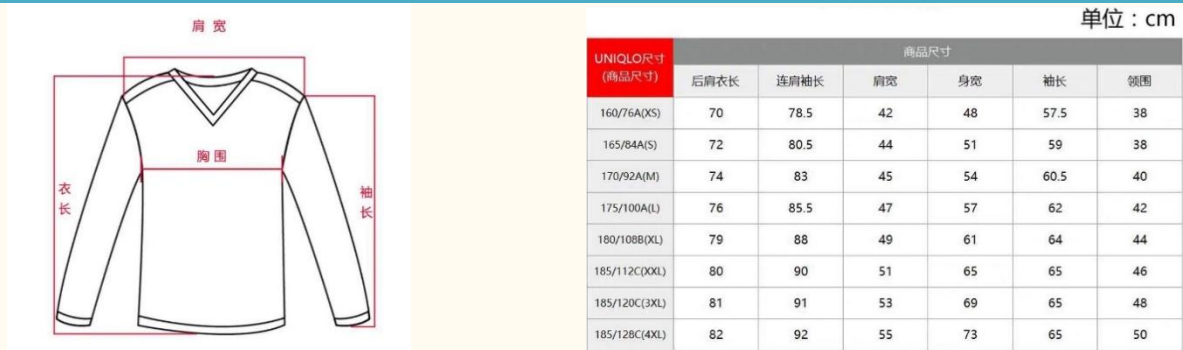 肩 宽
胸 围
衣
长
袖
长
单位：cm
UNIQLO尺寸
(商品尺寸)
商品尺寸
后肩衣长 连肩袖长 肩宽 身宽 袖长 领围
160/76A(XS) 70 78.5 42 48 57.5 38
165/84A(S) 72 80.5 44 51 59 38
170/92A(M) 74 83 45 54 60.5 40
175/100A(L) 76 85.5 47 57 62 42
180/108B(XL) 79 88 49 61 64 44
185/112C(XXL) 80 90 51 65 65 46
185/120C(3XL) 81 91 53 69 65 48
185/128C(4XL) 82 92 55 73 65 50